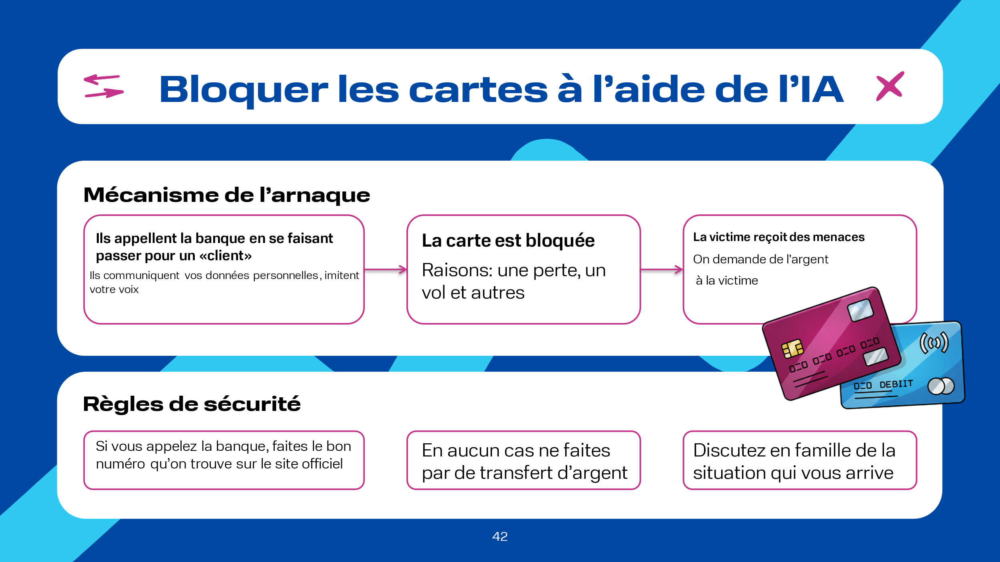 Bloquer les cartes à l’aide de l’IA
Mécanisme de l’arnaque
Ils appellent la banque en se faisant
passer pour un «client»
Ils communiquent vos données personnelles, imitent
votre voix
La carte est bloquée
Raisons: une perte, un
vol et autres
La victime reçoit des menaces
On demande de l’argent
à la victime
DEBIIT
Règles de sécurité
Si vous appelez la banque, faites le bon
numéro qu’on trouve sur le site officiel
En aucun cas ne faites
par de transfert d’argent
Discutez en famille de la
situation qui vous arrive
42